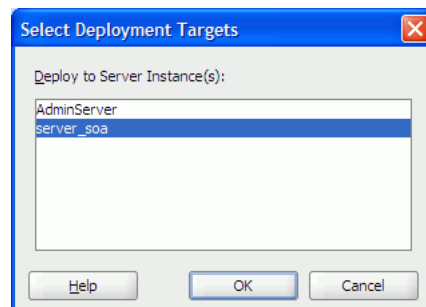 Select Deployment Targets
Deploy to Server Instance(s):
AdminServer
server_soa
Help OK Cancel